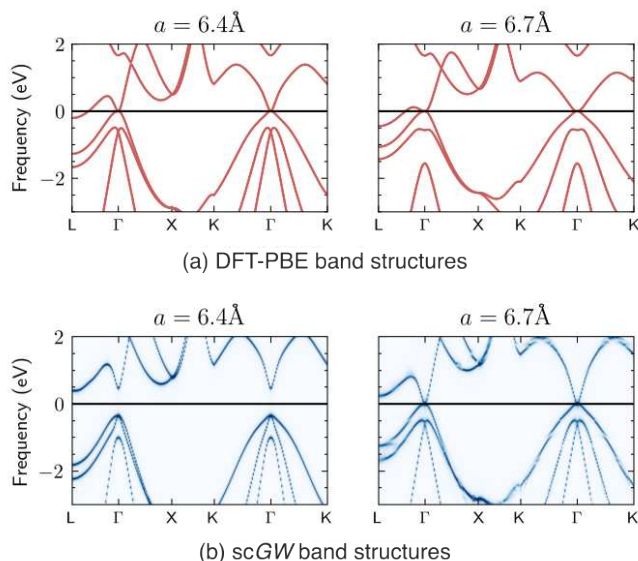 a = 6.4Å
a = 6.7Å
Frequency (eV)
2
0
−2
L Γ X K Γ K
L Γ X K Γ K
(a) DFT-PBE band structures
a = 6.4Å
a = 6.7Å
Frequency (eV)
2
0
−2
L Γ X K Γ K
L Γ X K Γ K
(b) scGW band structures